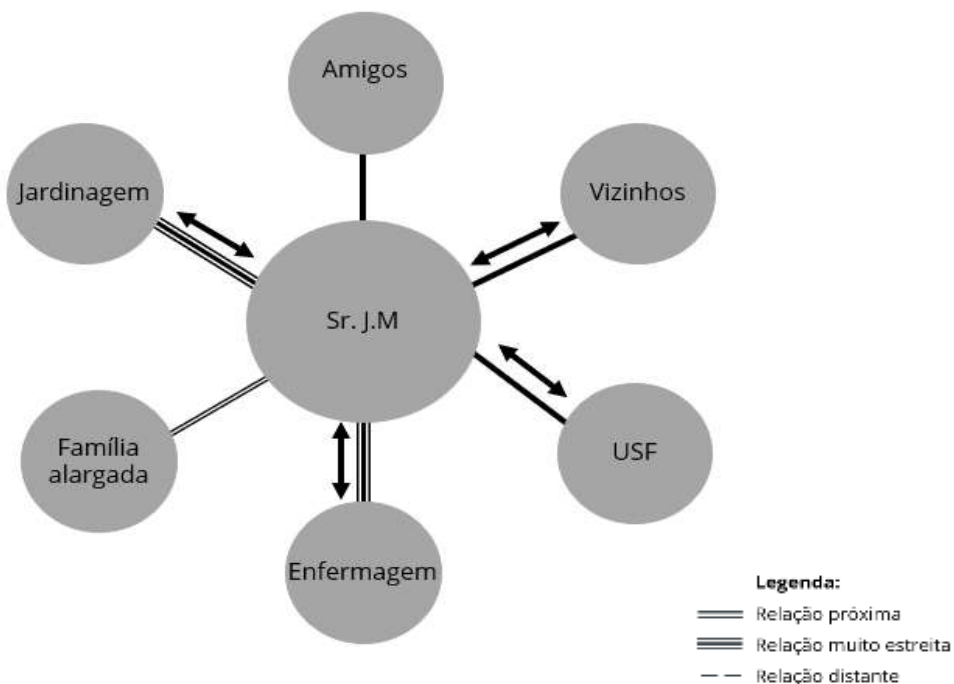 Amigos
Jardinagem
Vizinhos
Sr. J.M
Família
alargada
USF
Enfermagem
Legenda:
Relação próxima
Relação muito estreita
Relação distante